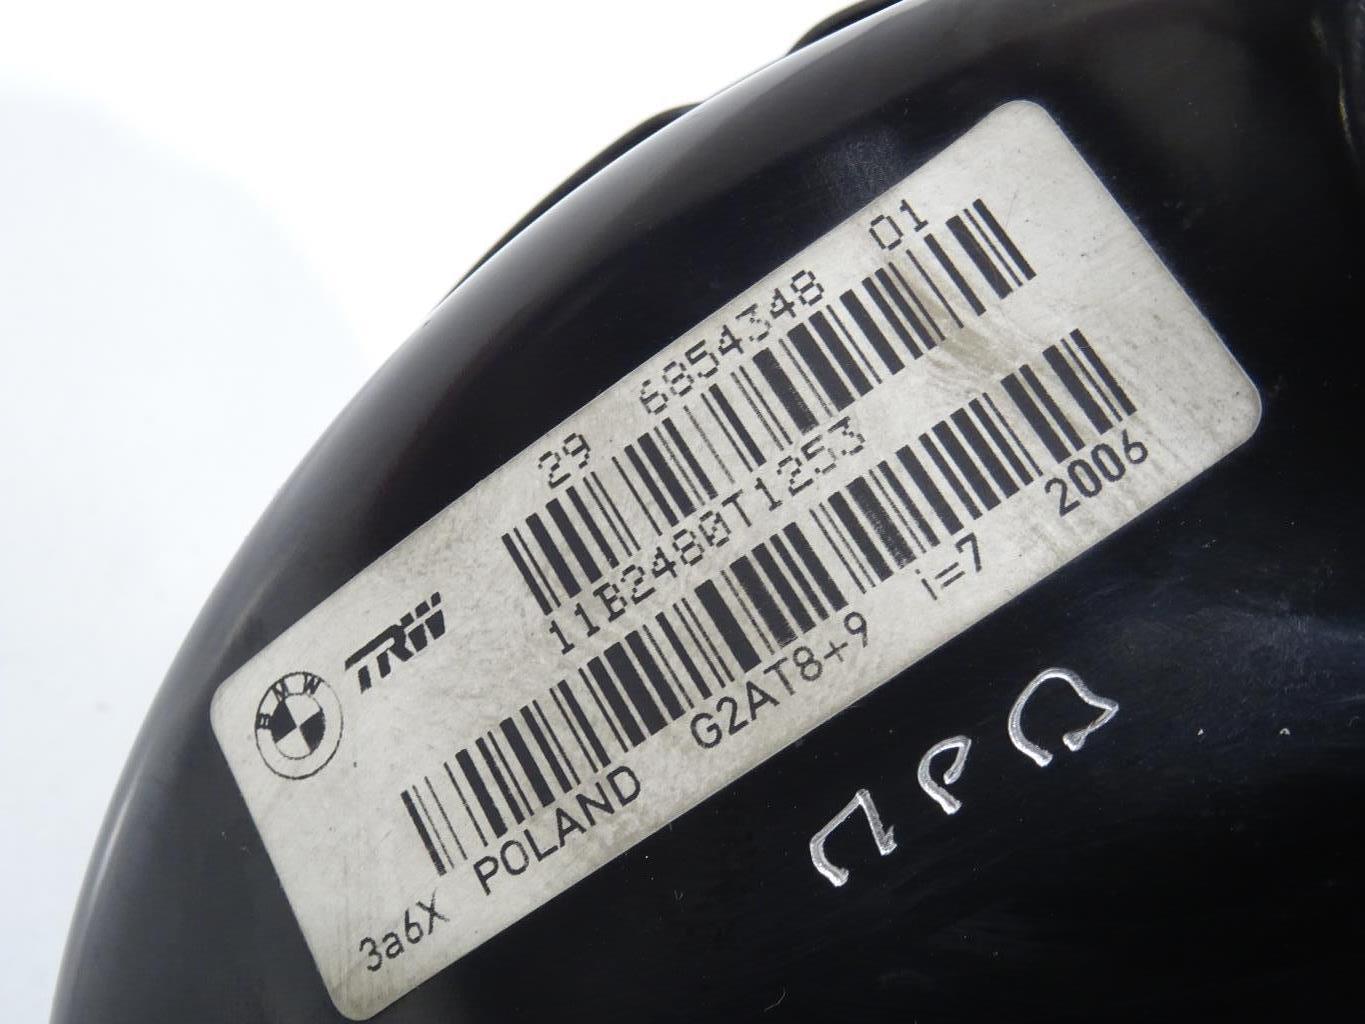 29 6854348 01
11B2480T1253
BMW TRW
3a6X POLAND G2AT8+9 i=7 2006